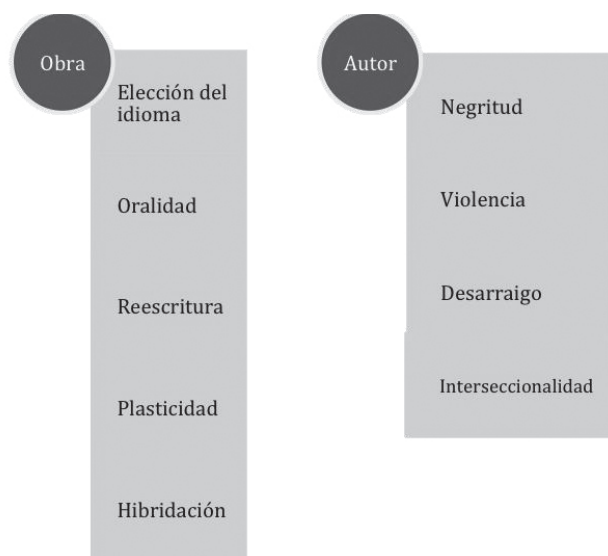 Obra
Elección del
idioma
Oralidad
Reescritura
Plasticidad
Hibridación
Autor
Negritud
Violencia
Desarraigo
Interseccionalidad